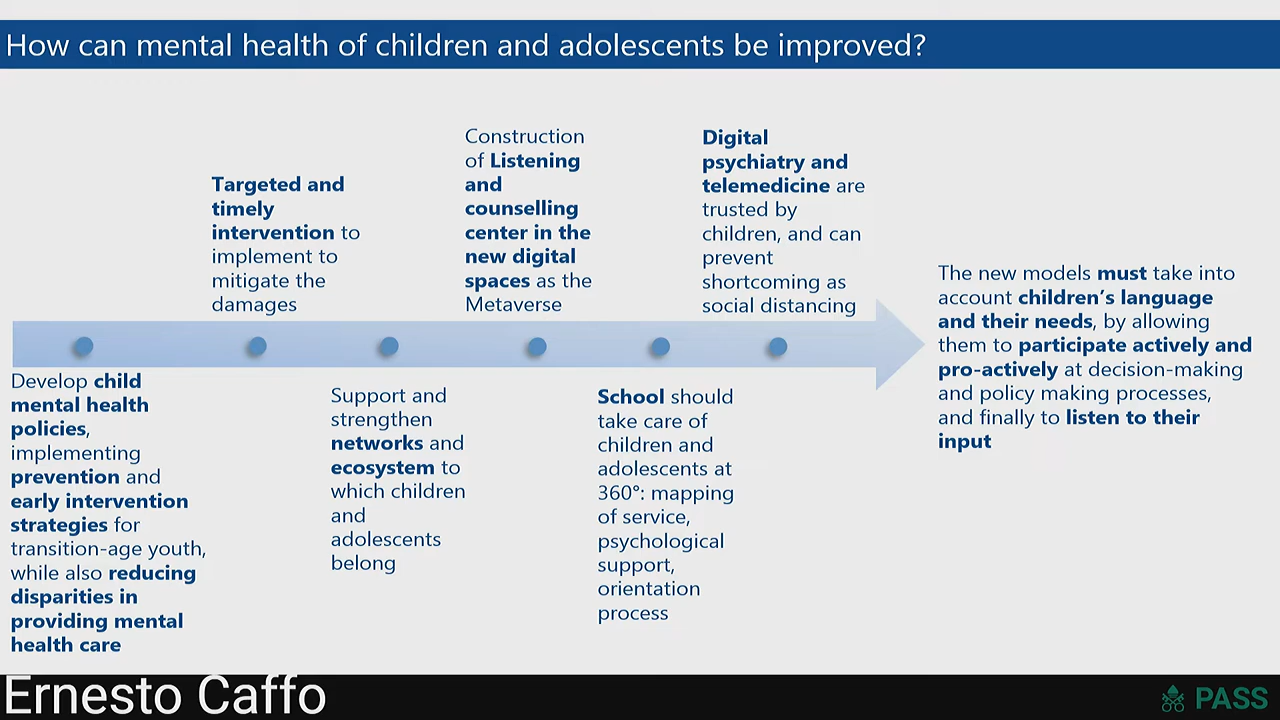 How can mental health of children and adolescents be improved?
Develop child
mental health
policies,
implementing
prevention and
early intervention
strategies for
transition-age youth,
while also reducing
disparities in
providing mental
health care
Targeted and
timely
intervention to
implement to
mitigate the
damages
Support and
strengthen
networks and
ecosystem to
which children
and
adolescents
belong
Construction
of Listening
and
counselling
center in the
new digital
spaces as the
Metaverse
School should
take care of
children and
adolescents at
360°: mapping
of service,
psychological
support,
orientation
process
Digital
psychiatry and
telemedicine are
trusted by
children, and can
prevent
shortcoming as
social distancing
The new models must take into
account children's language
and their needs, by allowing
them to participate actively and
pro-actively at decision-making
and policy making processes,
and finally to listen to their
input
Ernesto Caffo
PASS